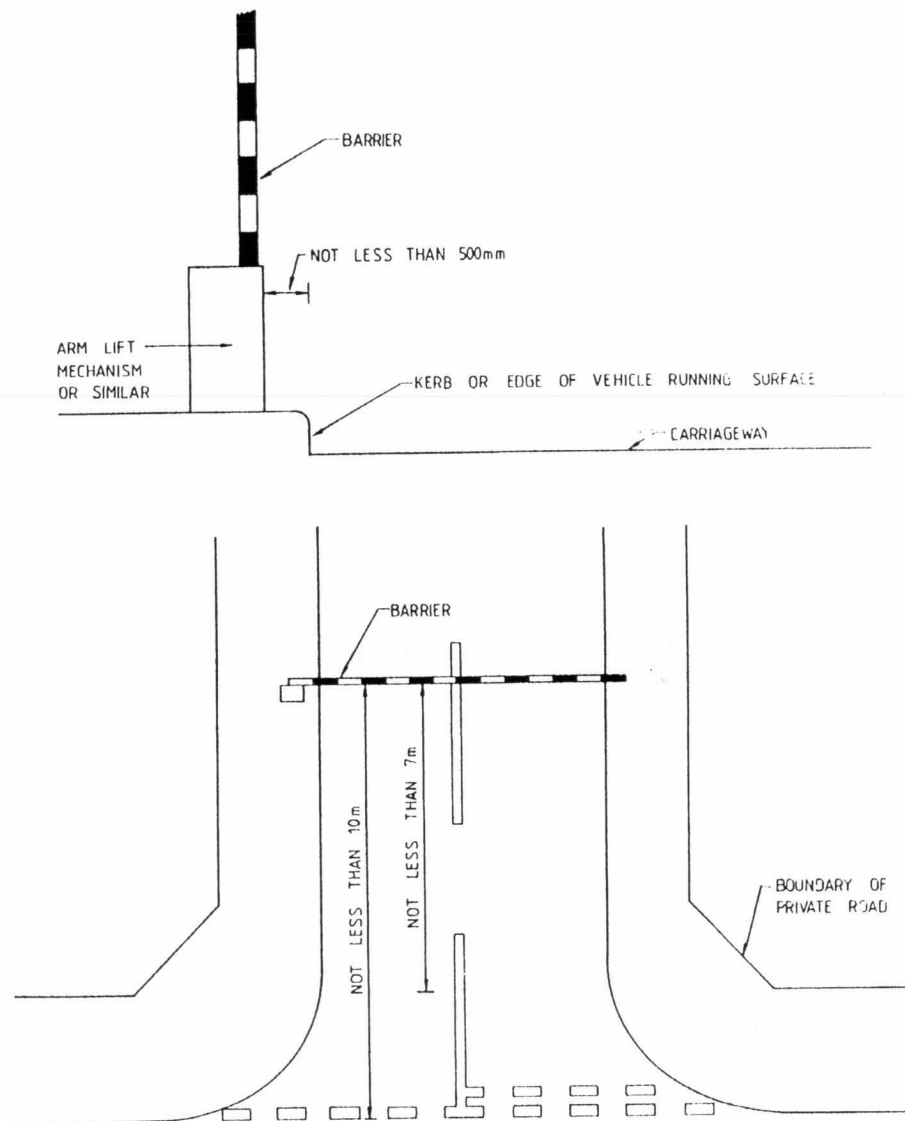 BARRIER
NOT LESS THAN 500mm
ARM LIFT
MECHANISM
OR SIMILAR
KERB OR EDGE OF VEHICLE RUNNING SURFACE
CARRIAGEWAY
BARRIER
NOT LESS THAN 10m
NOT LESS THAN 7m
BOUNDARY OF
PRIVATE ROAD